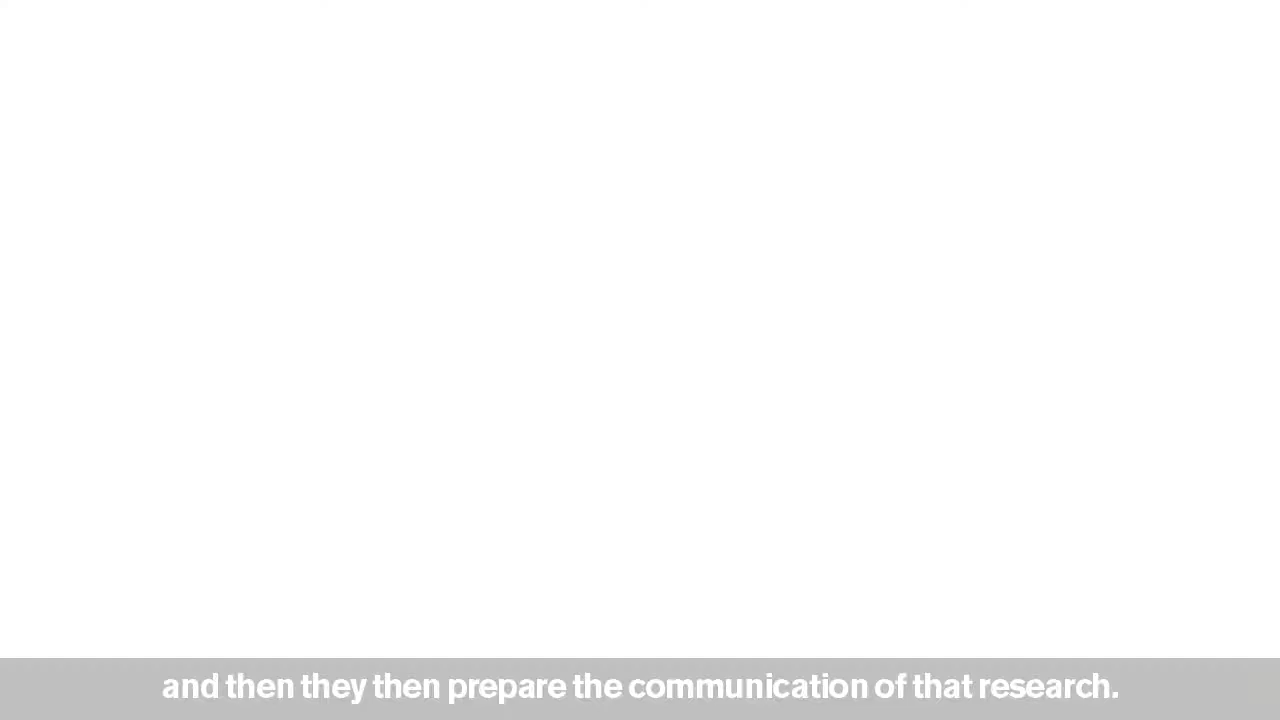 and then they then prepare the communication of that research.